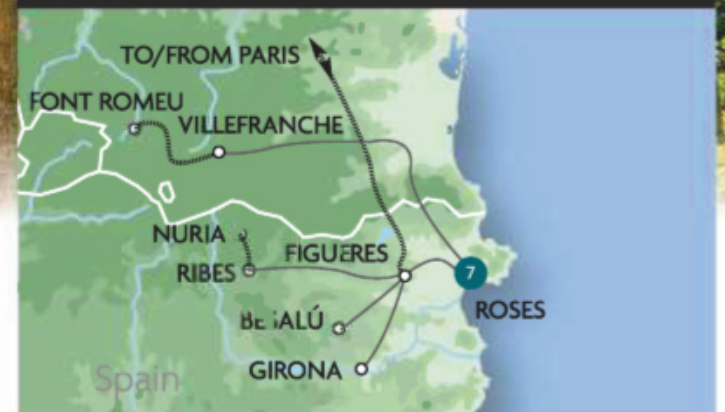 TO/FROM PARIS
FONT ROMEU
VILLEFRANCHE
NURIA
FIGUERES
RIBES
7
ROSES
BESALÚ
GIRONA
Spain